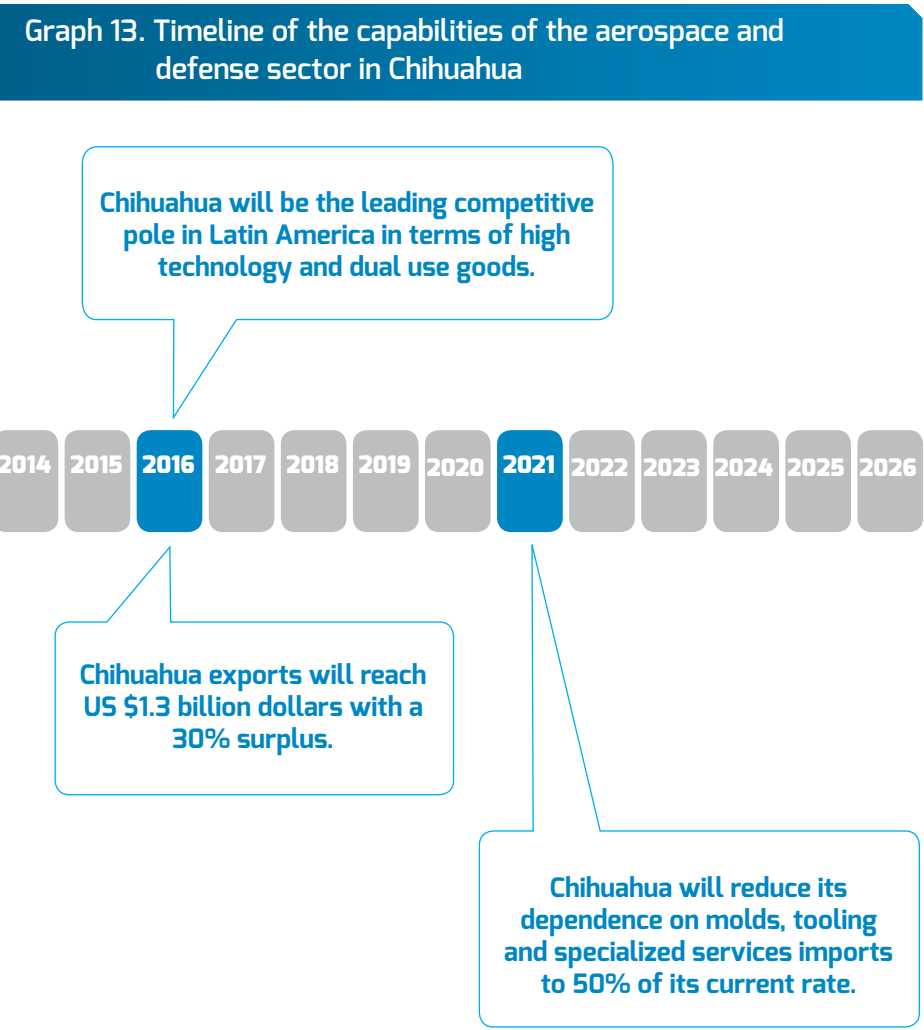 Graph 13. Timeline of the capabilities of the aerospace and
defense sector in Chihuahua
Chihuahua will be the leading competitive
pole in Latin America in terms of high
technology and dual use goods.
2014 2015 2016 2017 2018 2019 2020 2021 2022 2023 2024 2025 2026
Chihuahua exports will reach
US $1.3 billion dollars with a
30% surplus.
Chihuahua will reduce its
dependence on molds, tooling
and specialized services imports
to 50% of its current rate.